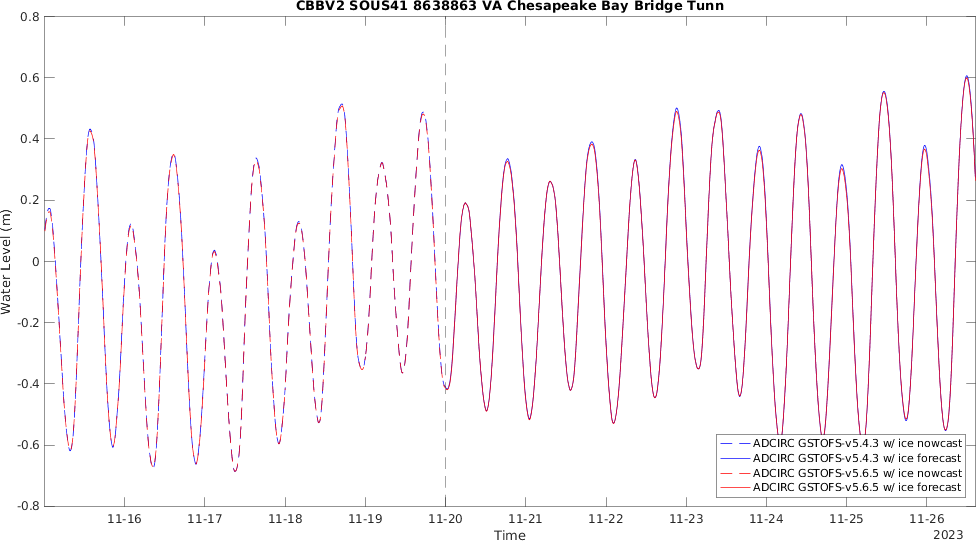 CBBV2 SOUS41 8638863 VA Chesapeake Bay Bridge Tunn
0.8
0.6
0.4
0.2
0
-0.2
-0.4
-0.6
-0.8
Water Level (m)
ADCIRC GSTOFS-v5.4.3 w/ ice nowcast
ADCIRC GSTOFS-v5.4.3 w/ ice forecast
ADCIRC GSTOFS-v5.6.5 w/ ice nowcast
ADCIRC GSTOFS-v5.6.5 w/ ice forecast
11-16 11-17 11-18 11-19 11-20 11-21 11-22 11-23 11-24 11-25 11-26
Time
2023